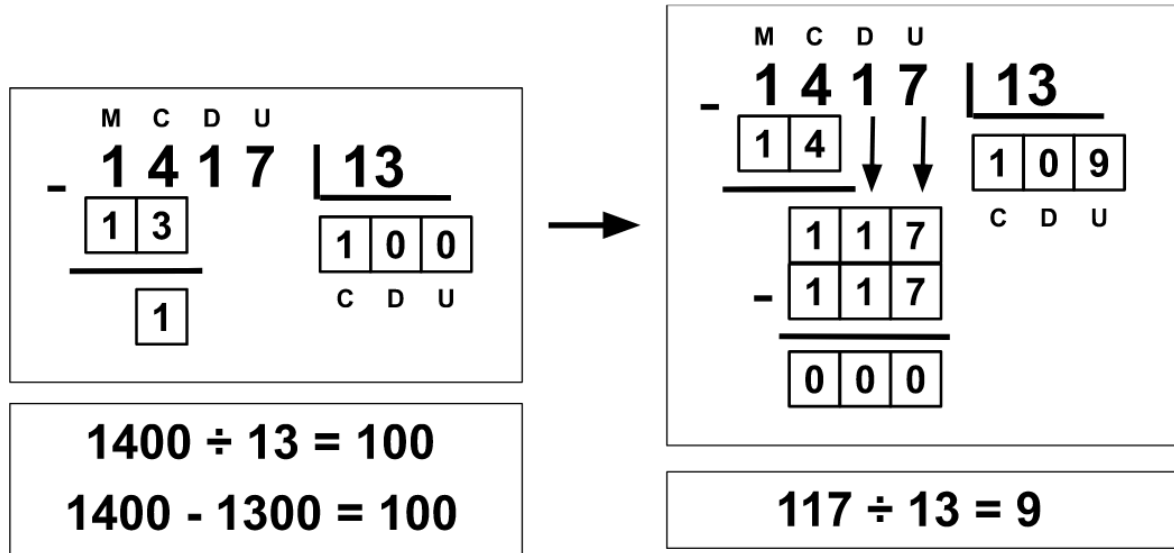 M C D U
- 1 4 1 7 13
1 3
1 0 0
1
C D U
1400 ÷ 13 = 100
1400 - 1300 = 100
M C D U
- 1 4 1 7 13
1 4
1 0 9
C D U
1 1 7
- 1 1 7
0 0 0
117 ÷ 13 = 9